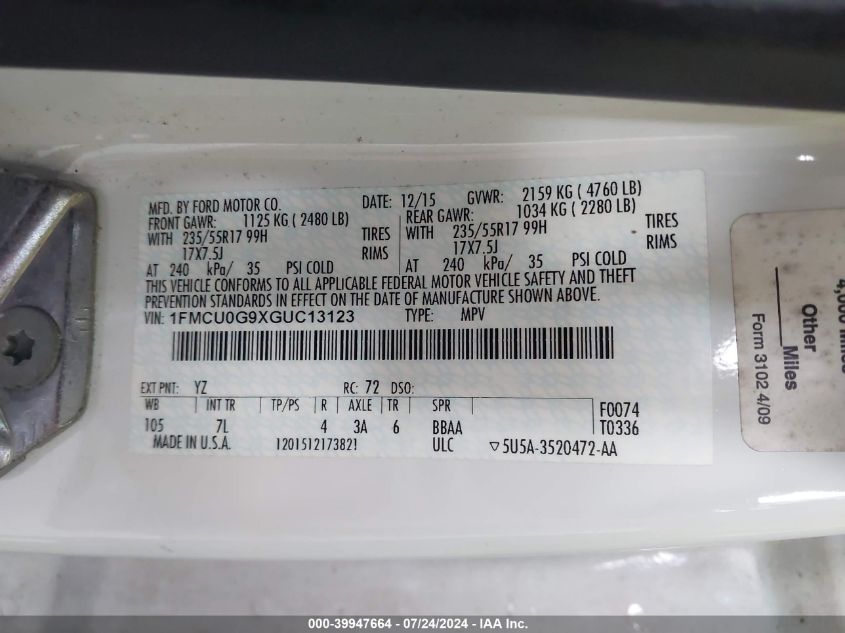 MFD. BY FORD MOTOR CO. DATE: 12/15 GVWR: 2159 KG ( 4760 LB)
FRONT GAWR: 1125 KG ( 2480 LB) REAR GAWR: 1034 KG ( 2280 LB)
WITH 235/55R17 99H TIRES WITH 235/55R17 99H TIRES
17X7.5J RIMS 17X7.5J RIMS
AT 240 kPa/ 35 PSI COLD AT 240 kPa/ 35 PSI COLD
THIS VEHICLE CONFORMS TO ALL APPLICABLE FEDERAL MOTOR VEHICLE SAFETY AND THEFT
PREVENTION STANDARDS IN EFFECT ON THE DATE OF MANUFACTURE SHOWN ABOVE.
VIN: 1FMCU0G9XGUC13123 TYPE: MPV
EXT PNT: YZ RC: 72 DSO:
WB INT TR TP/PS R AXLE TR SPR F0074
105 7L 4 3A 6 BBAA T0336
MADE IN U.S.A. 120151217382] ULC ▽5U5A-3520472-AA
Other
Miles
Form 3102 4/09
000-39947664 / 07/24/2024 - IAA Inc.